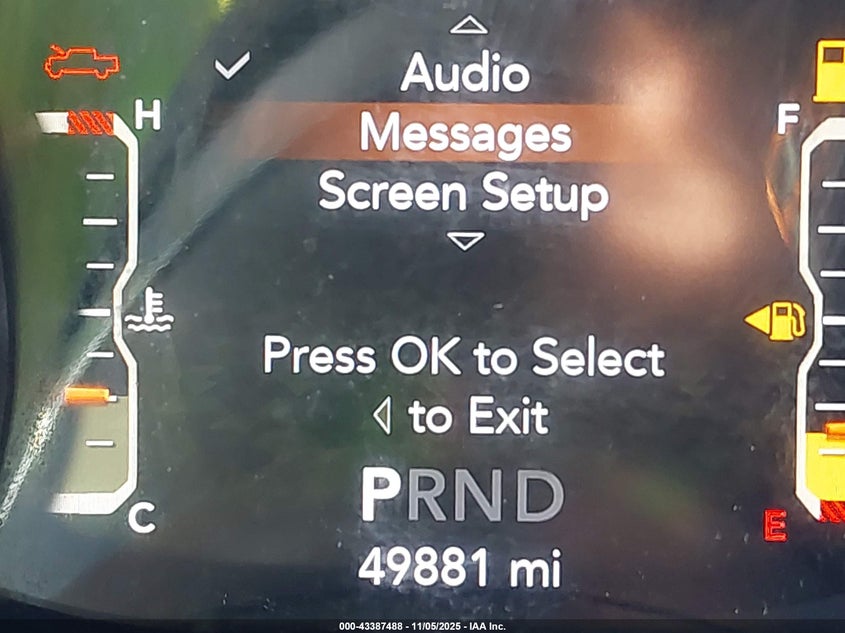 Audio
H
Messages
F
Screen Setup
Press OK to Select
to Exit
PRND
C
E
49881 mi
000-43387488 - 11/05/2025 - IAA Inc.